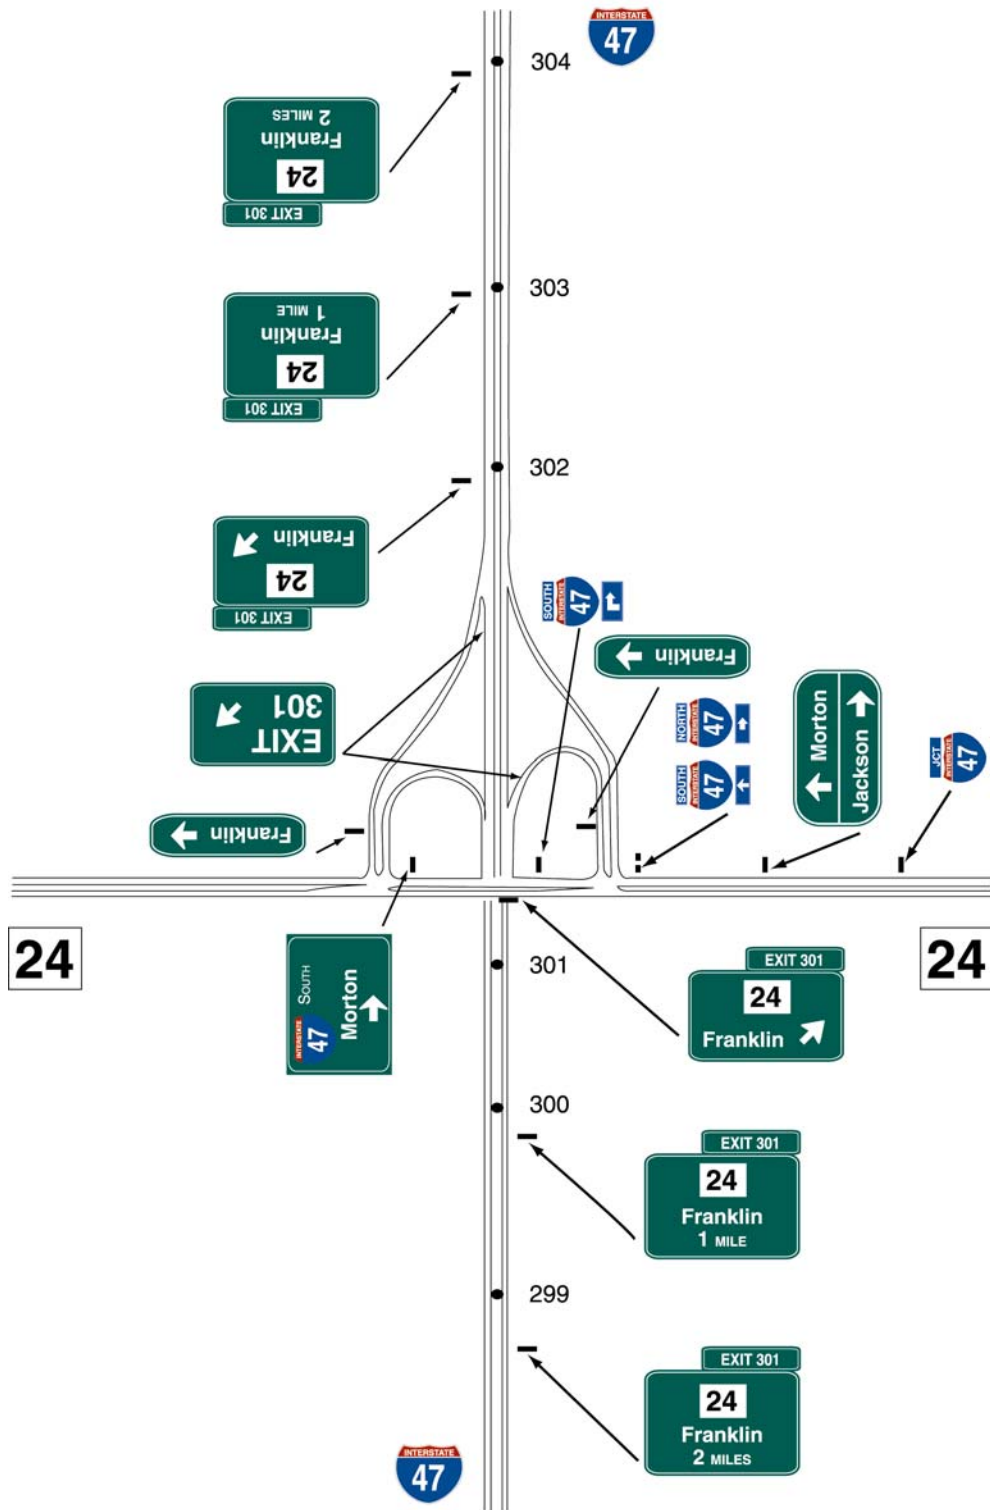 INTERSTATE
47
304
EXIT 301
24
Franklin
2 MILES
303
EXIT 301
24
Franklin
1 MILE
302
EXIT 301
24
Franklin
SOUTH
INTERSTATE
47
Franklin
EXIT
301
NORTH
INTERSTATE
47
SOUTH
INTERSTATE
47
Morton
Jackson
JCT
INTERSTATE
47
Franklin
24
24
INTERSTATE
47
SOUTH
Morton
301
EXIT 301
24
Franklin
300
EXIT 301
24
Franklin
1 MILE
299
EXIT 301
24
Franklin
2 MILES
INTERSTATE
47